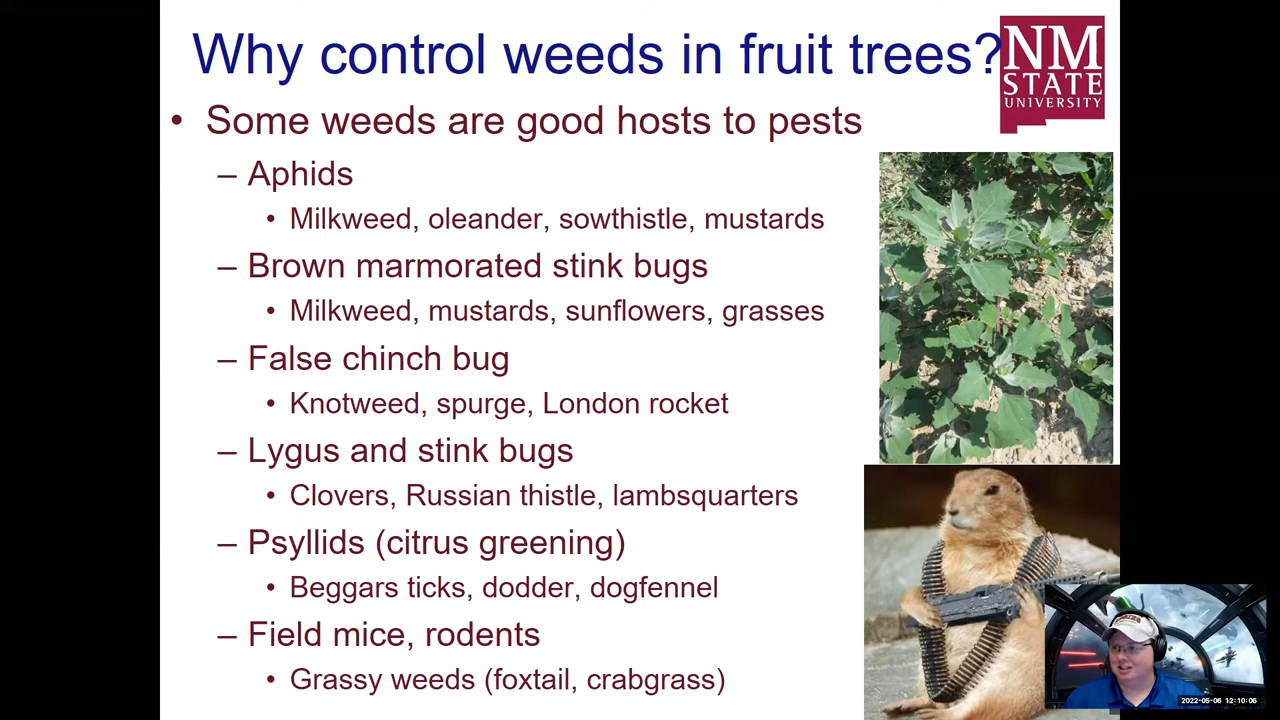 Why control weeds in fruit trees?
NM
STATE
UNIVERSITY
• Some weeds are good hosts to pests
– Aphids
• Milkweed, oleander, sowthistle, mustards
– Brown marmorated stink bugs
• Milkweed, mustards, sunflowers, grasses
– False chinch bug
• Knotweed, spurge, London rocket
– Lygus and stink bugs
• Clovers, Russian thistle, lambsquarters
– Psyllids (citrus greening)
• Beggars ticks, dodder, dogfennel
– Field mice, rodents
• Grassy weeds (foxtail, crabgrass)
2022-05-06 12:10:06